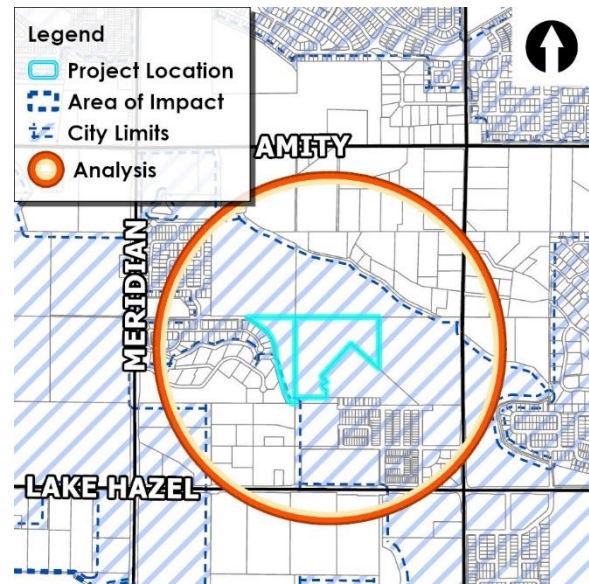 Legend
Project Location
Area of Impact
City Limits
Analysis
AMITY
MERIDIAN
LAKE HAZEL